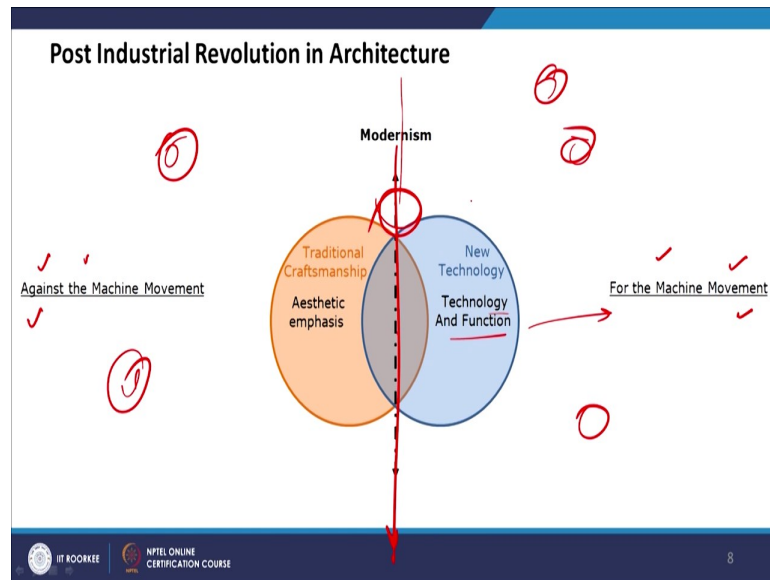 Post Industrial Revolution in Architecture
Modernism
Traditional
Craftsmanship
Aesthetic
emphasis
New
Technology
Technology
And Function
Against the Machine Movement
For the Machine Movement
IIT ROORKEE
NPTEL ONLINE
CERTIFICATION COURSE
8